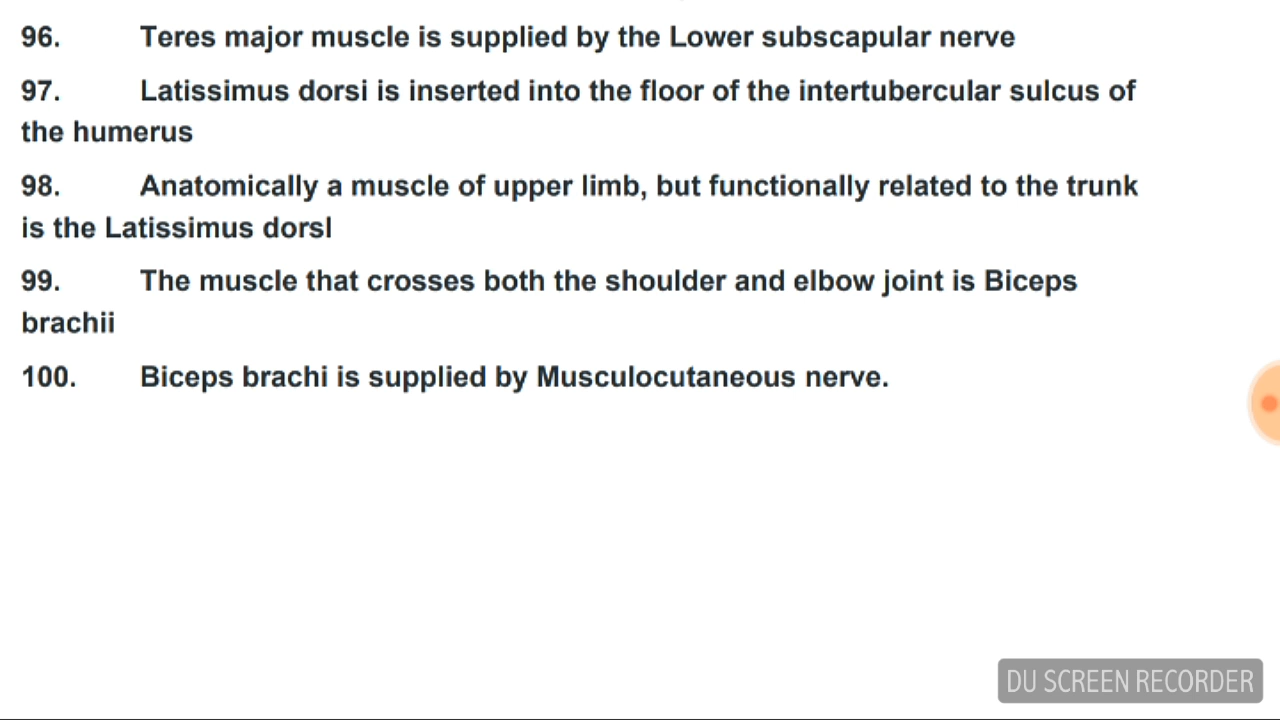 96. Teres major muscle is supplied by the Lower subscapular nerve
97. Latissimus dorsi is inserted into the floor of the intertubercular sulcus of
the humerus
98. Anatomically a muscle of upper limb, but functionally related to the trunk
is the Latissimus dorsl
99. The muscle that crosses both the shoulder and elbow joint is Biceps
brachii
100. Biceps brachi is supplied by Musculocutaneous nerve.
DU SCREEN RECORDER